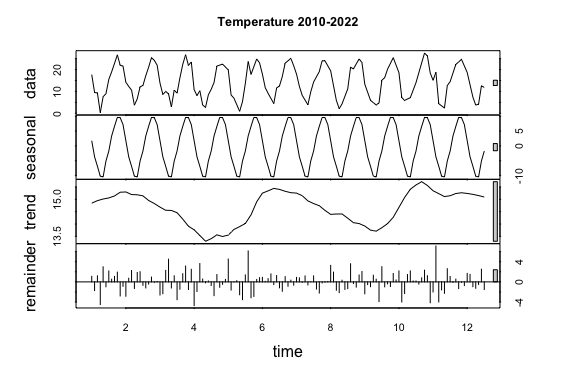 Temperature 2010-2022
data
0 10 20
seasonal
-10 0 5
trend
13.5 15.0
remainder
-4 0 4
2 4 6 8 10 12
time